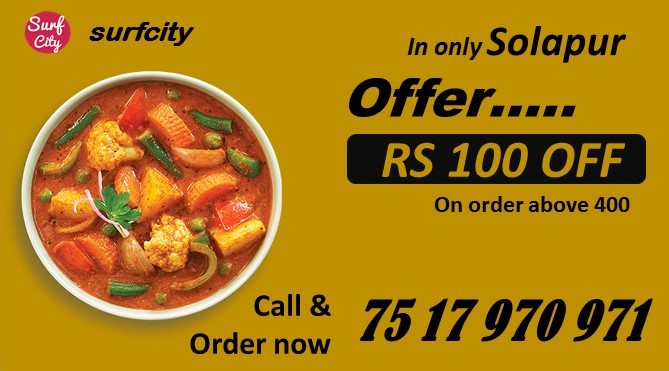 Surf
City
surfcity
In only Solapur
Offer.....
RS 100 OFF
On order above 400
Call &
Order now
75 17 970 971